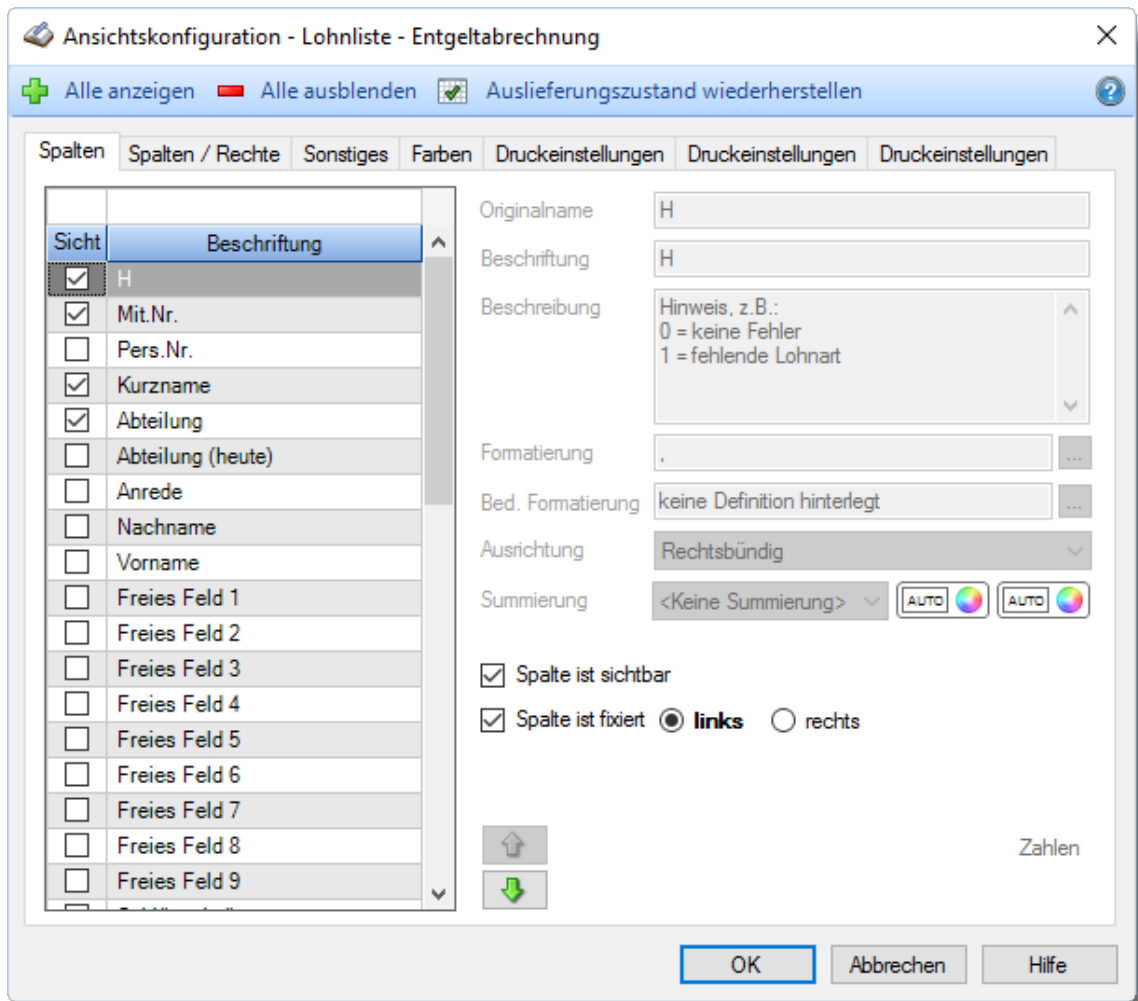 Ansichtskonfiguration - Lohnliste - Entgeltabrechnung
Alle anzeigen Alle ausblenden Auslieferungszustand wiederherstellen
Spalten Spalten / Rechte Sonstiges Farben Druckeinstellungen Druckeinstellungen Druckeinstellungen
Sicht Beschriftung
H
Mit.Nr.
Pers.Nr.
Kurzname
Abteilung
Abteilung (heute)
Anrede
Nachname
Vorname
Freies Feld 1
Freies Feld 2
Freies Feld 3
Freies Feld 4
Freies Feld 5
Freies Feld 6
Freies Feld 7
Freies Feld 8
Freies Feld 9
Originalname H
Beschriftung H
Beschreibung Hinweis, z.B.:
0 = keine Fehler
1 = fehlende Lohnart
Formatierung , ...
Bed. Formatierung keine Definition hinterlegt ...
Ausrichtung Rechtsbündig
Summierung <Keine Summierung> AUTO AUTO
Spalte ist sichtbar
Spalte ist fixiert links rechts
Zahlen
OK Abbrechen Hilfe